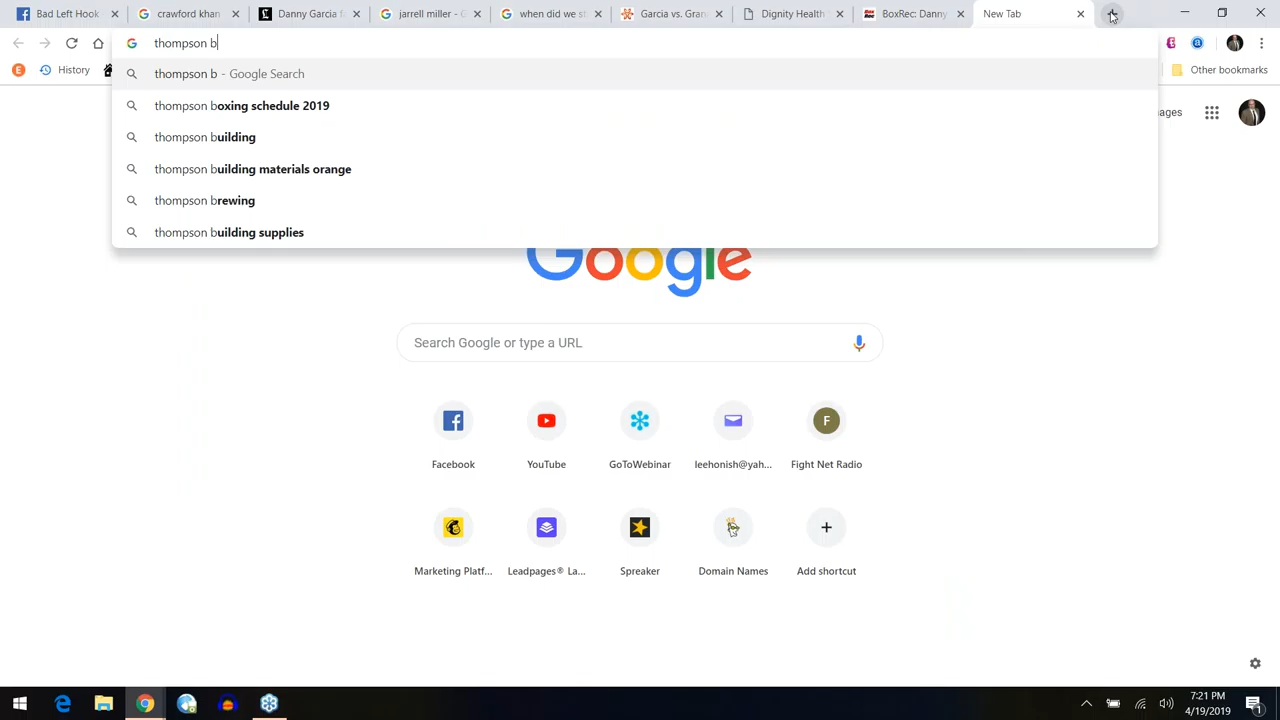 Bad Left Hook
crawford khan
Danny Garcia f
jarrell miller - G
when did we st
Garcia vs. Gran
Dignity Health
BoxRec: Danny
New Tab
thompson b
E
History
a
Other bookmarks
thompson b - Google Search
thompson boxing schedule 2019
ages
thompson building
thompson building materials orange
thompson brewing
thompson building supplies
Google
Search Google or type a URL
F
Facebook
YouTube
GoToWebinar
leehonish@yah...
Fight Net Radio
Marketing Platf...
Leadpages® La...
Spreaker
Domain Names
Add shortcut
7:21 PM
4/19/2019
1